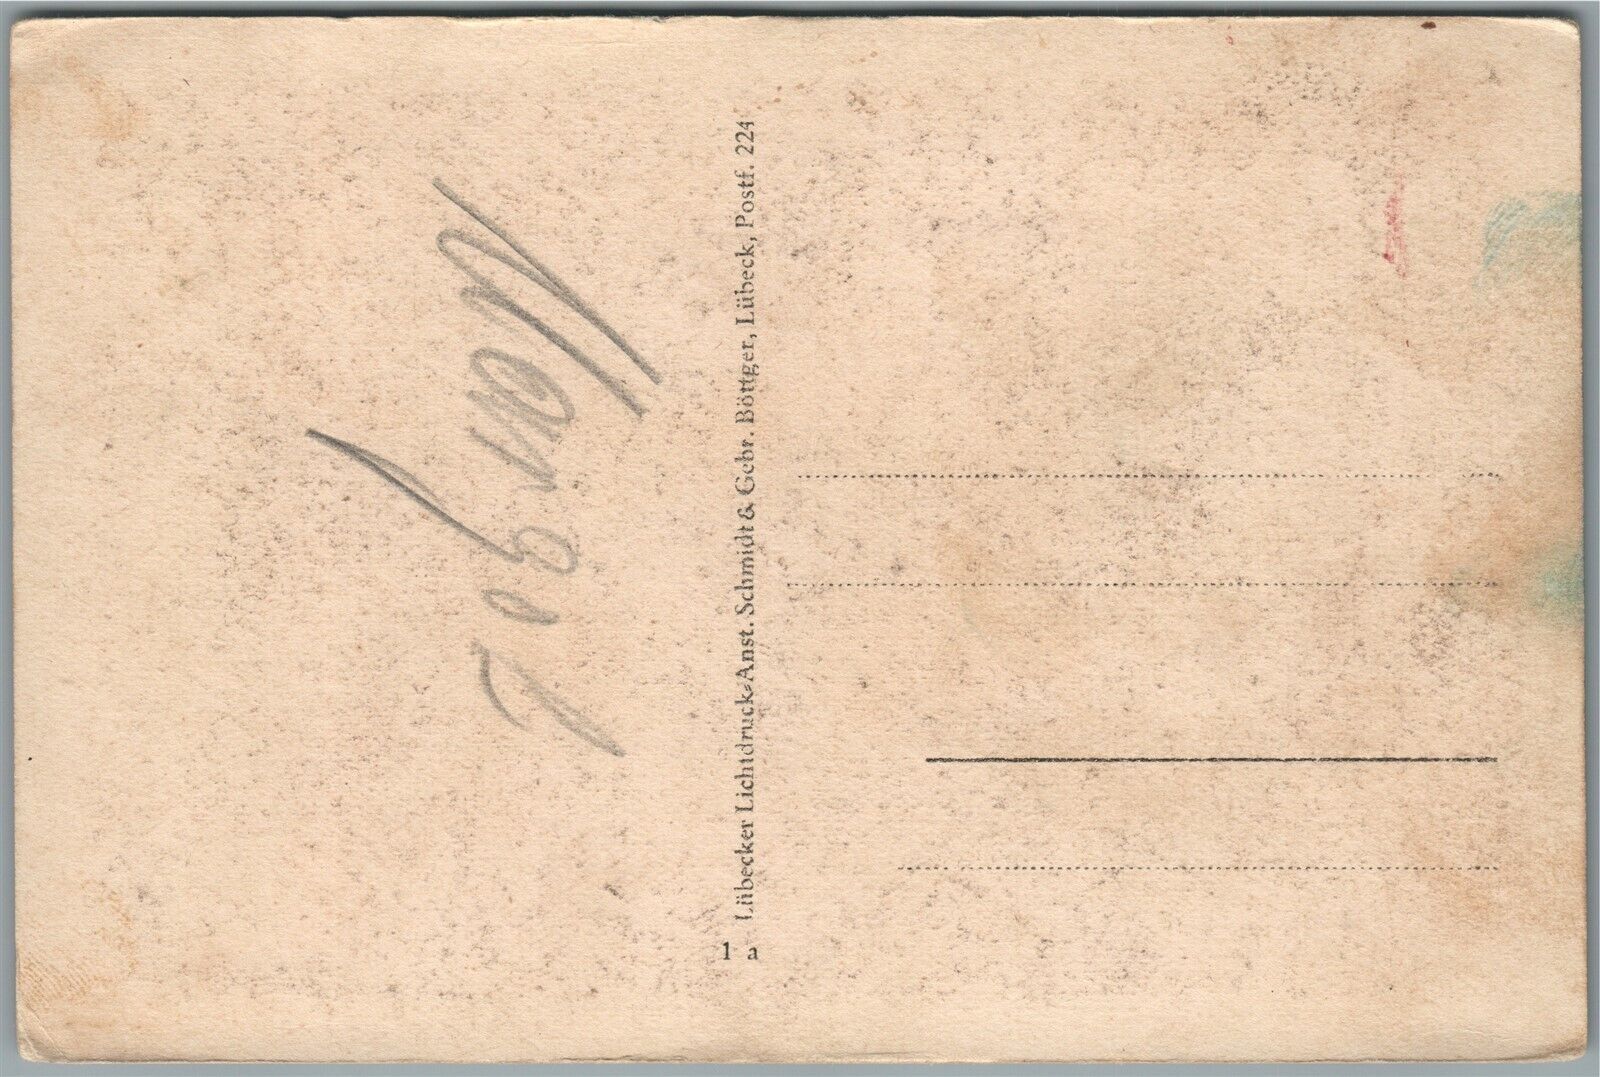 Lübecker Lichtdruck-Anst. Schmidt & Gebr. Böttger, Lübeck, Postf. 224
1 a